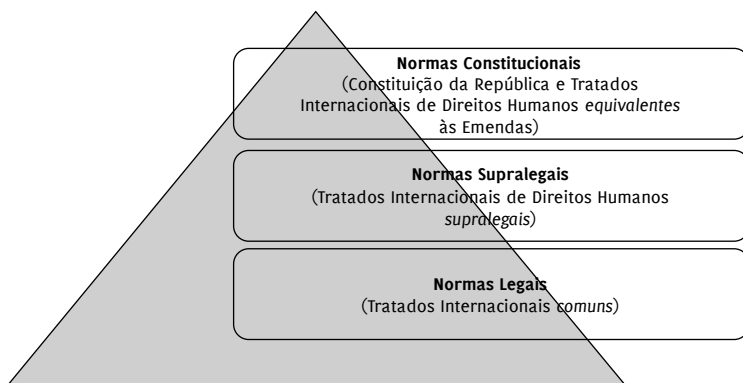 Normas Constitucionais
(Constituição da República e Tratados
Internacionais de Direitos Humanos equivalentes
às Emendas)
Normas Supralegais
(Tratados Internacionais de Direitos Humanos
supralegais)
Normas Legais
(Tratados Internacionais comuns)